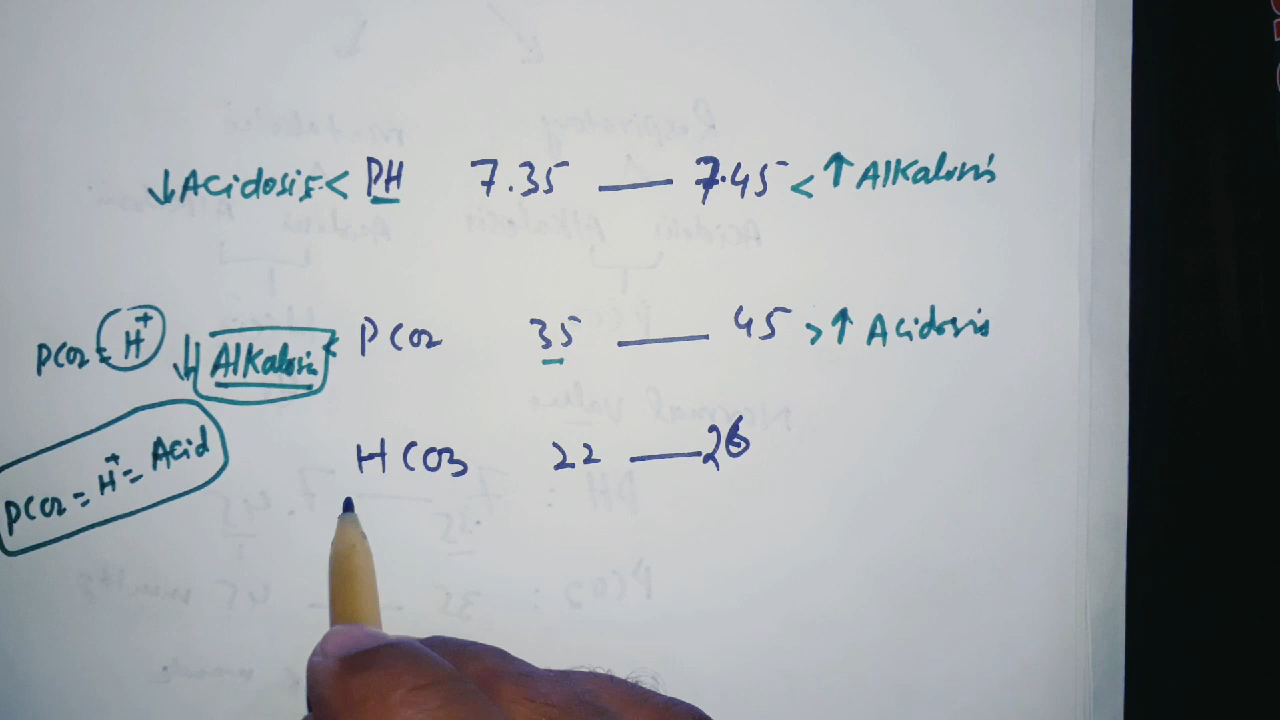 ↓Acidosis< PH 7.35 — 7.45 < ↑ Alkalosis
PCO2 = H+ ↓ Alkalosis < PCO2 35 — 45 >↑ Acidosis
PCO2 = H+ = Acid
HCO3 22 — 26